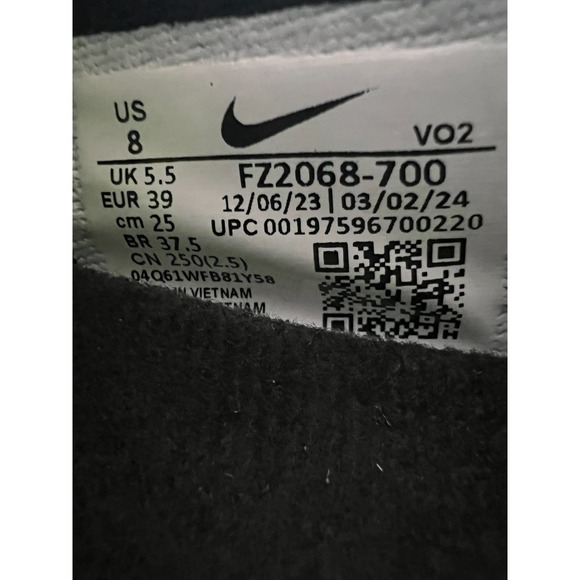 US
8
VO2
UK 5.5
FZ2068-700
EUR 39
12/06/23 | 03/02/24
cm 25
UPC 00197596700220
BR 37.5
CN 250(2.5)
04Q61WFB81Y58
IN VIETNAM